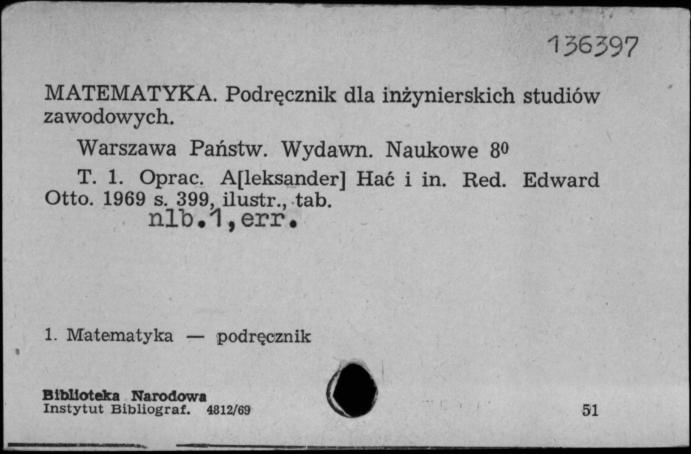 136397
MATEMATYKA. Podręcznik dla inżynierskich studiów
zawodowych.
Warszawa Państw. Wydawn. Naukowe 8⁰
T. 1. Oprac. A[leksander] Hać i in. Red. Edward
Otto. 1969 s. 399, ilustr., tab.
nlb.1,err.
1. Matematyka — podręcznik
Biblioteka Narodowa
Instytut Bibliograf. 4812/69
51